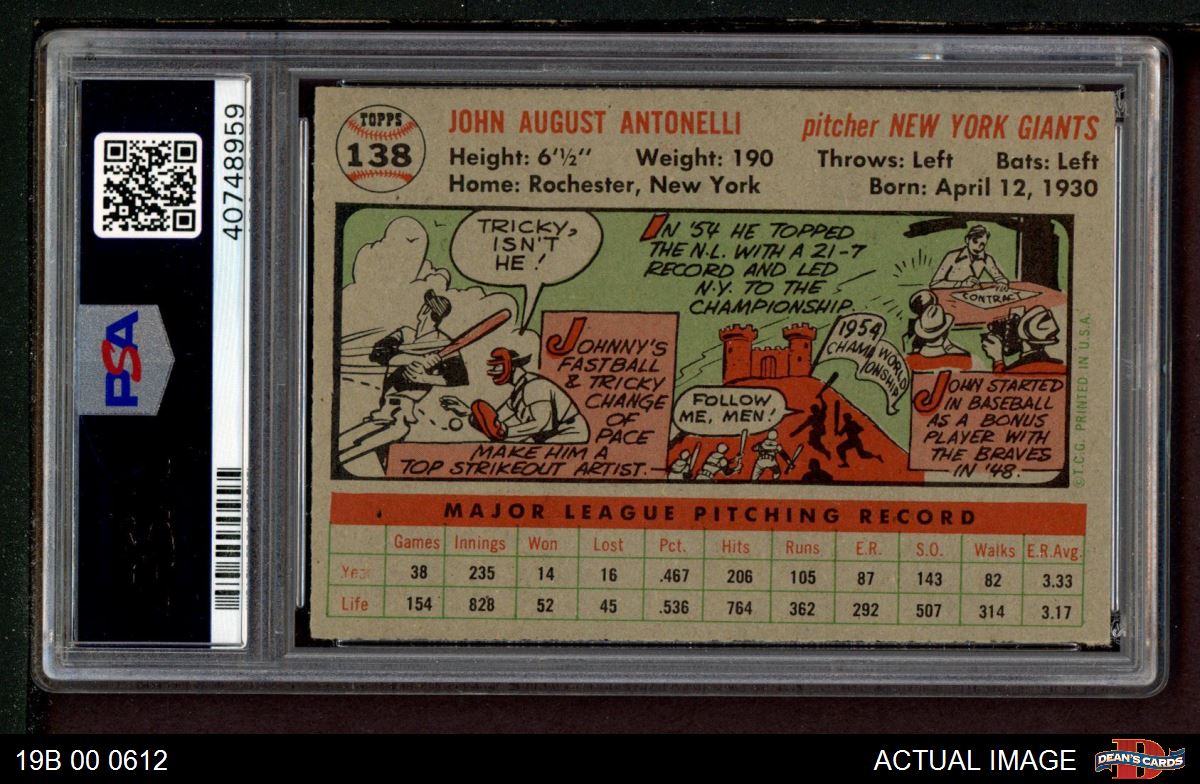 PSA
40748959
TOPPS
138
JOHN AUGUST ANTONELLI
pitcher NEW YORK GIANTS
Height: 6'½" Weight: 190 Throws: Left Bats: Left
Home: Rochester, New York Born: April 12, 1930
TRICKY,
ISN'T
HE!
JOHNNY'S
FASTBALL
& TRICKY
CHANGE
OF
PACE
MAKE HIM A
TOP STRIKEOUT ARTIST.
IN '54 HE TOPPED
THE N.L. WITH A 21-7
RECORD AND LED
N.Y. TO THE
CHAMPIONSHIP.
FOLLOW
ME, MEN!
1954 WORLD
CHAMPIONSHIP
CONTRACT
JOHN STARTED
IN BASEBALL
AS A BONUS
PLAYER WITH
THE BRAVES
IN '48.
©T.C.G. PRINTED IN U.S.A.
MAJOR LEAGUE PITCHING RECORD
Games Innings Won Lost Pct. Hits Runs E.R. S.O. Walks E.R.Avg.
Year 38 235 14 16 .467 206 105 87 143 82 3.33
Life 154 828 52 45 .536 764 362 292 507 314 3.17
19B 00 0612
ACTUAL IMAGE
D
DEAN'S CARDS